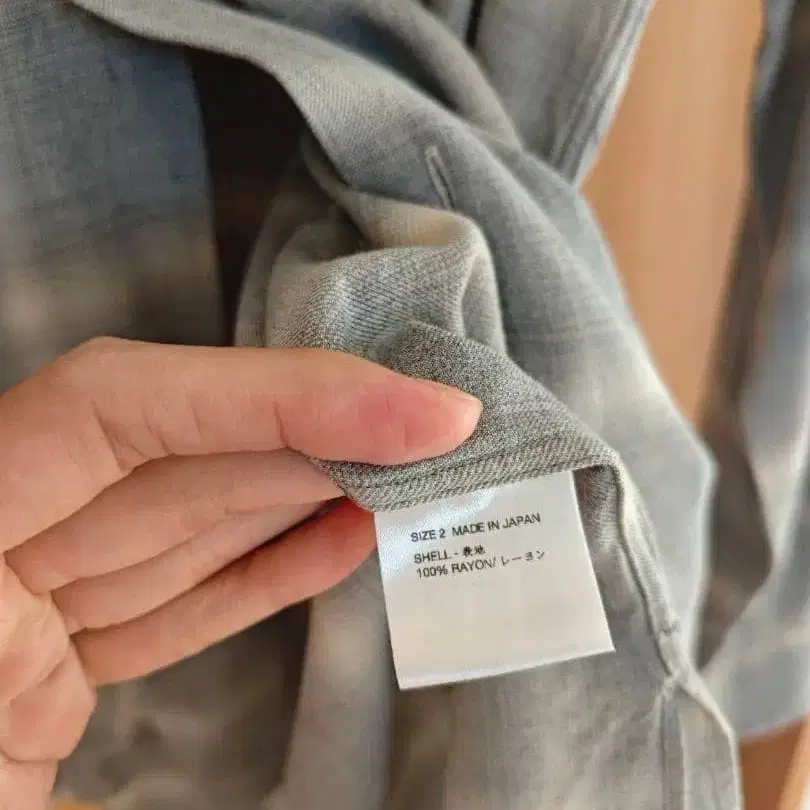 SIZE 2 MADE IN JAPAN
SHELL - 表地
100% RAYON/ レーヨン